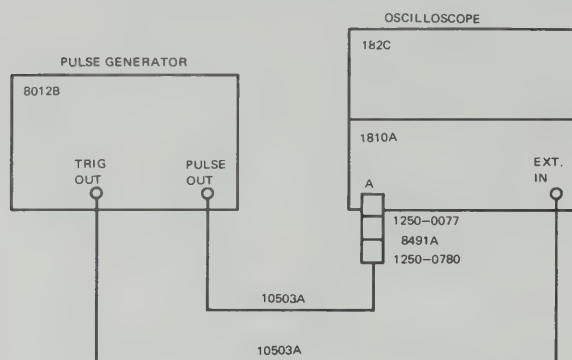 OSCILLOSCOPE
182C
PULSE GENERATOR
8012B
1810A
TRIG
OUT
PULSE
OUT
A
EXT.
IN
1250-0077
8491A
1250-0780
10503A
10503A